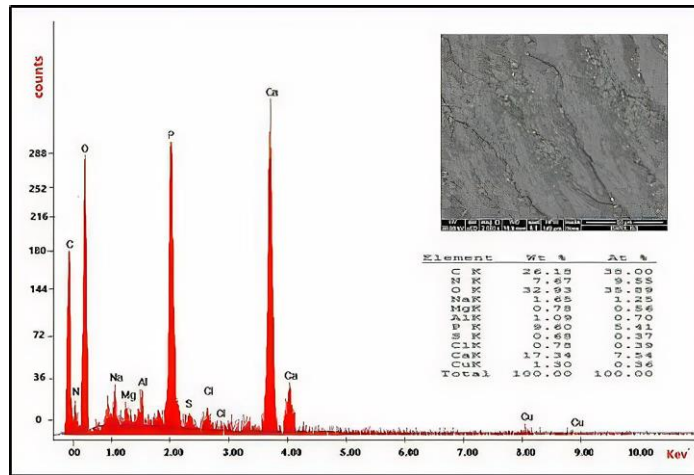 counts
288
252
216
180
144
72
36
0
C
N
O
Na
Mg
Al
P
S
Cl
Cl
Ca
Ca
Cu
Cu
00
1.00
2.00
3.00
4.00
5.00
6.00
7.00
8.00
9.00
10.00
Kev
Element Wt % At %
C K 26.18 38.00
N K 7.67 9.55
O K 32.93 35.89
NaK 1.65 1.25
MgK 0.78 0.56
AlK 1.09 0.70
P K 9.60 5.41
S K 0.68 0.37
ClK 0.78 0.39
CaK 17.34 7.54
CuK 1.30 0.36
Total 100.00 100.00